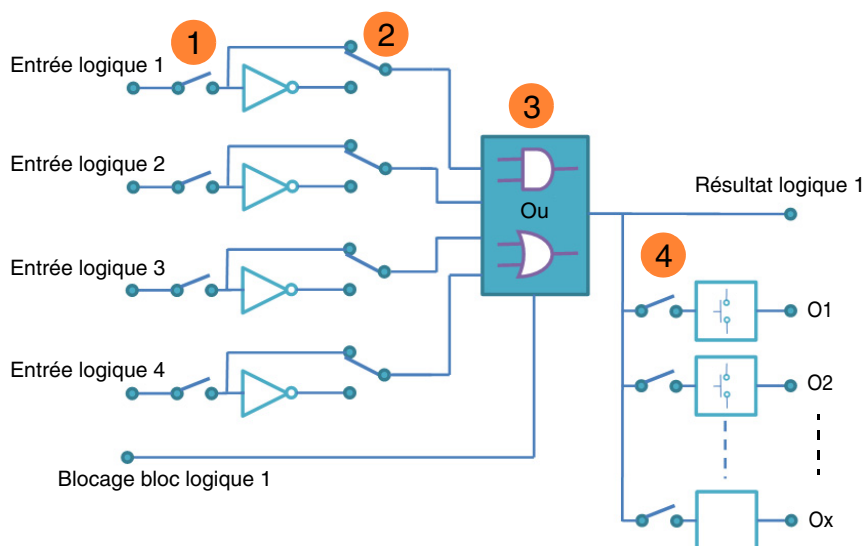 1
2
Entrée logique 1
3
Entrée logique 2
Résultat logique 1
Ou
4
Entrée logique 3
O1
Entrée logique 4
O2
Blocage bloc logique 1
Ox